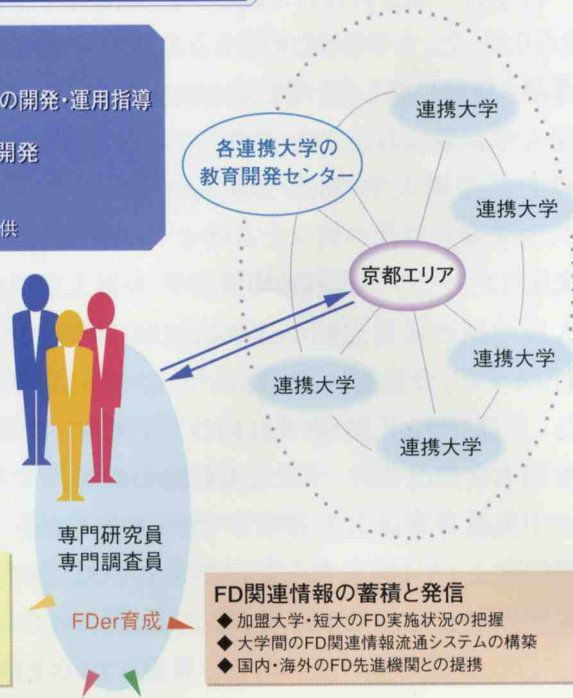 の開発・運用指導
開発
供
各連携大学の
教育開発センター
連携大学
連携大学
京都エリア
連携大学
連携大学
連携大学
専門研究員
専門調査員
FDer育成
FD関連情報の蓄積と発信
◆ 加盟大学・短大のFD実施状況の把握
◆ 大学間のFD関連情報流通システムの構築
◆ 国内・海外のFD先進機関との提携